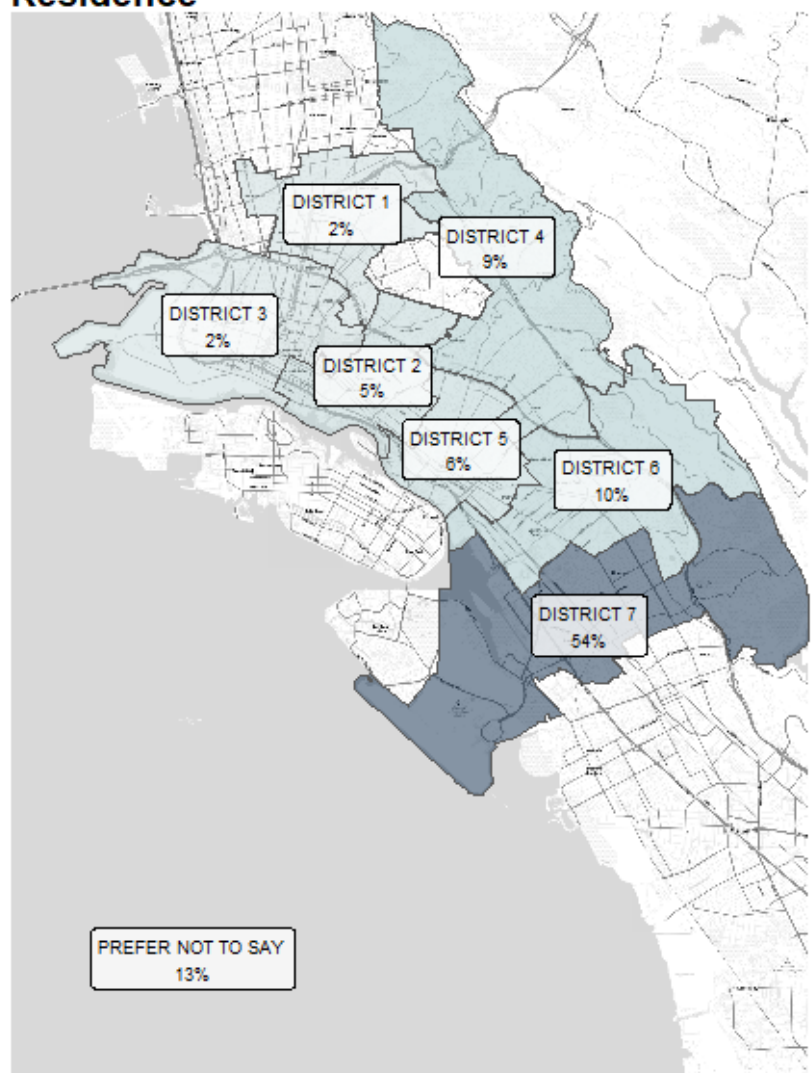 Residence
DISTRICT 1
2%
DISTRICT 4
9%
DISTRICT 3
2%
DISTRICT 2
5%
DISTRICT 5
6%
DISTRICT 6
10%
DISTRICT 7
54%
PREFER NOT TO SAY
13%